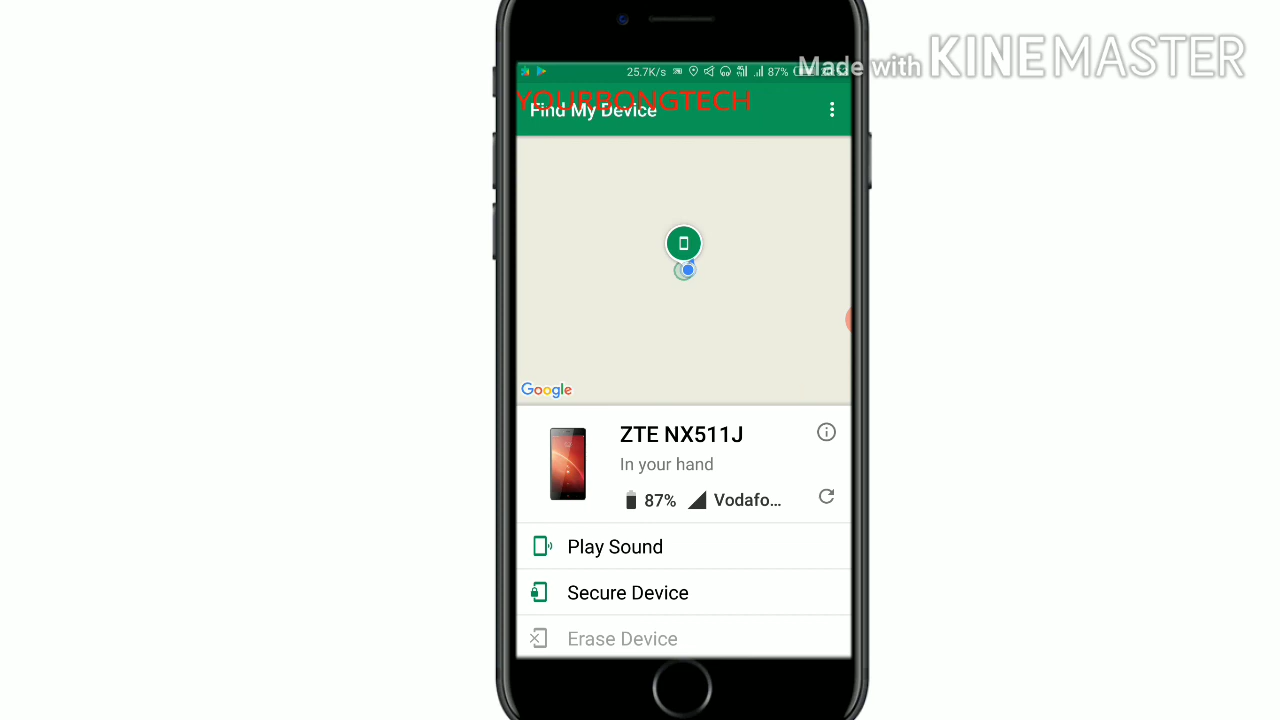 Made with KINEMASTER
25.7K/s 87%
YOURBONGTECH
Find My Device
Google
ZTE NX511J
In your hand
87% Vodafo...
Play Sound
Secure Device
Erase Device